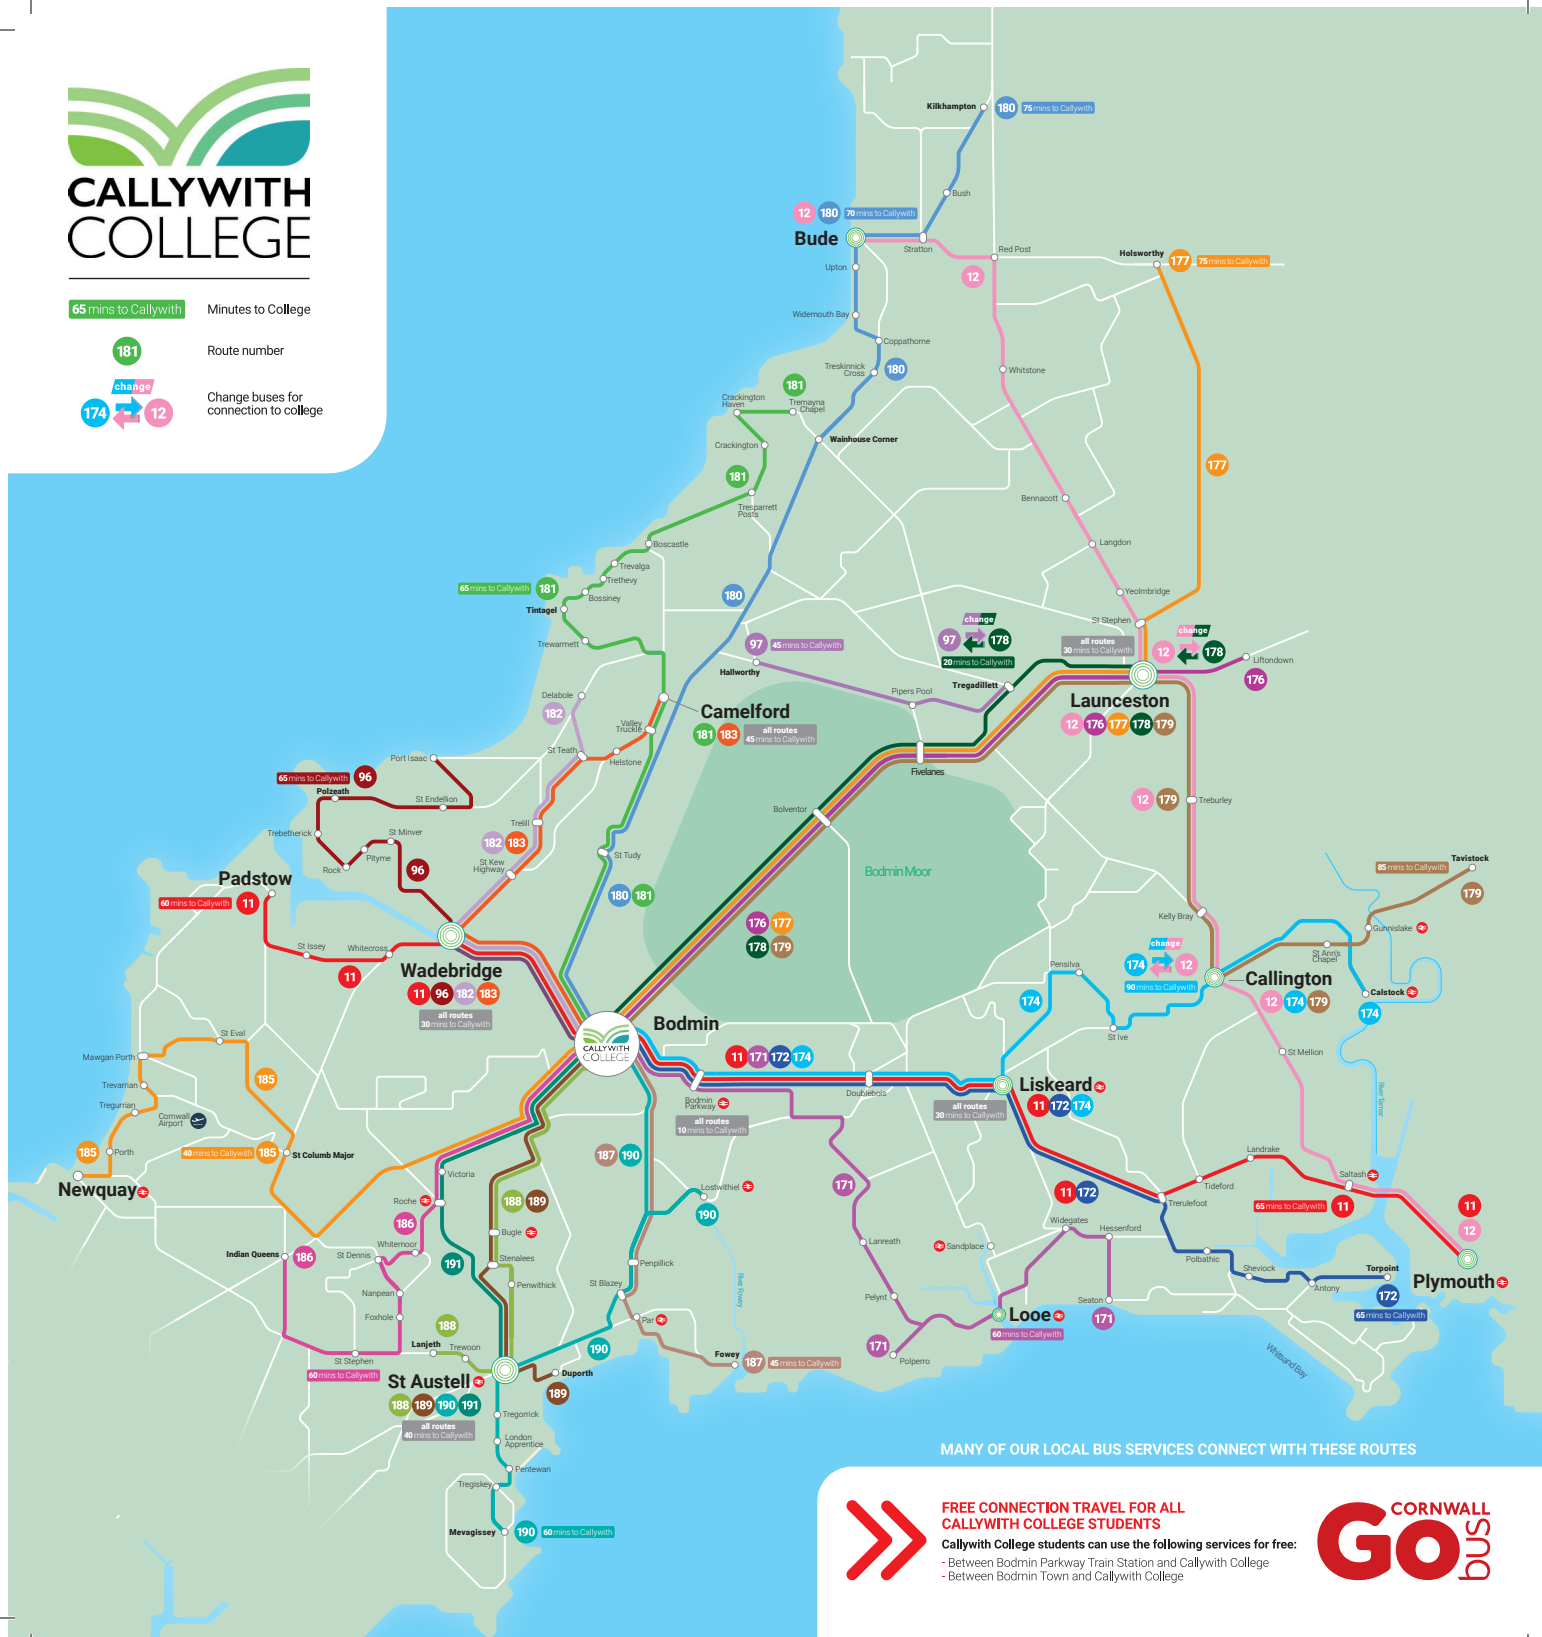 CALLYWITH
COLLEGE
65 mins to Callywith
Minutes to College
181
Route number
change
174
12
Change buses for
connection to college
Kilkhampton
180
75 mins to Callywith
Bush
12
180
70 mins to Callywith
Bude
Stratton
Red Post
12
Holsworthy
177
75 mins to Callywith
Upton
Widemouth Bay
Coppathorne
Treskinnick
Cross
180
Whitstone
181
Crackington
Haven
Tremayna
Chapel
Crackington
Wainhouse Corner
181
177
Tresparrett
Posts
Bennacott
Boscastle
Langdon
Trevalga
Trethevy
65 mins to Callywith
181
Bossiney
180
Yeolmbridge
Tintagel
St Stephen
Trewarmett
97
45 mins to Callywith
Hallworthy
change
97
178
20 mins to Callywith
all routes
30 mins to Callywith
change
12
178
Liftondown
176
Tregadillett
Pipers Pool
Launceston
12
176
177
178
179
Delabole
182
Camelford
181
183
all routes
45 mins to Callywith
Valley
Truckle
St Teath
Helstone
Port Isaac
65 mins to Callywith
96
Polzeath
St Endellion
Fivelanes
Bolventor
12
179
Treburley
Trelill
Trebetherick
St Minver
Pityme
Rock
96
182
183
St Kew
Highway
St Tudy
Bodmin Moor
85 mins to Callywith
Tavistock
179
Padstow
60 mins to Callywith
11
180
181
176
177
178
179
Kelly Bray
Gunnislake
St Issey
Whitecross
11
Wadebridge
11
96
182
183
all routes
30 mins to Callywith
change
174
12
90 mins to Callywith
St Ann's
Chapel
Pensilva
Callington
12
174
179
Calstock
174
174
St Ive
Bodmin
CALLYWITH
COLLEGE
St Eval
Mawgan Porth
185
Trevarrian
Tregurrian
Cornwall
Airport
11
171
172
174
St Mellion
Doublebois
Liskeard
11
172
174
all routes
30 mins to Callywith
Bodmin
Parkway
all routes
10 mins to Callywith
River Tamar
185
Porth
40 mins to Callywith
185
St Columb Major
Newquay
187
190
Victoria
Lostwithiel
190
171
11
172
Landrake
Tideford
Saltash
65 mins to Callywith
11
11
12
Trerulefoot
Roche
186
188
189
Bugle
Widegates
Hessenford
Indian Queens
186
Whitemoor
St Dennis
191
Stenalees
Penwithick
Penpillick
St Blazey
River Fowey
Lanreath
Sandplace
Polbathic
Sheviock
Antony
Torpoint
172
65 mins to Callywith
Plymouth
Nanpean
Foxhole
188
Par
Pelynt
Looe
60 mins to Callywith
Seaton
171
Lanjeth
Trewoon
St Stephen
60 mins to Callywith
190
Fowey
187
45 mins to Callywith
171
Polperro
Whitsand Bay
St Austell
188
189
190
191
all routes
40 mins to Callywith
Duporth
189
Tregorrick
London
Apprentice
Pentewan
Tregiskey
Mevagissey
190
60 mins to Callywith
MANY OF OUR LOCAL BUS SERVICES CONNECT WITH THESE ROUTES
FREE CONNECTION TRAVEL FOR ALL
CALLYWITH COLLEGE STUDENTS
Callywith College students can use the following services for free:
- Between Bodmin Parkway Train Station and Callywith College
- Between Bodmin Town and Callywith College
GO
CORNWALL
bus